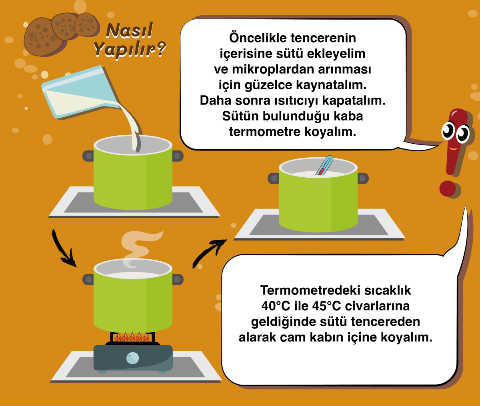 Nasıl
Yapılır?
Öncelikle tencerenin
içerisine sütü ekleyelim
ve mikroplardan arınması
için güzelce kaynatalım.
Daha sonra ısıtıcıyı kapatalım.
Sütün bulunduğu kaba
termometre koyalım.
Termometredeki sıcaklık
40°C ile 45°C civarlarına
geldiğinde sütü tencereden
alarak cam kabın içine koyalım.